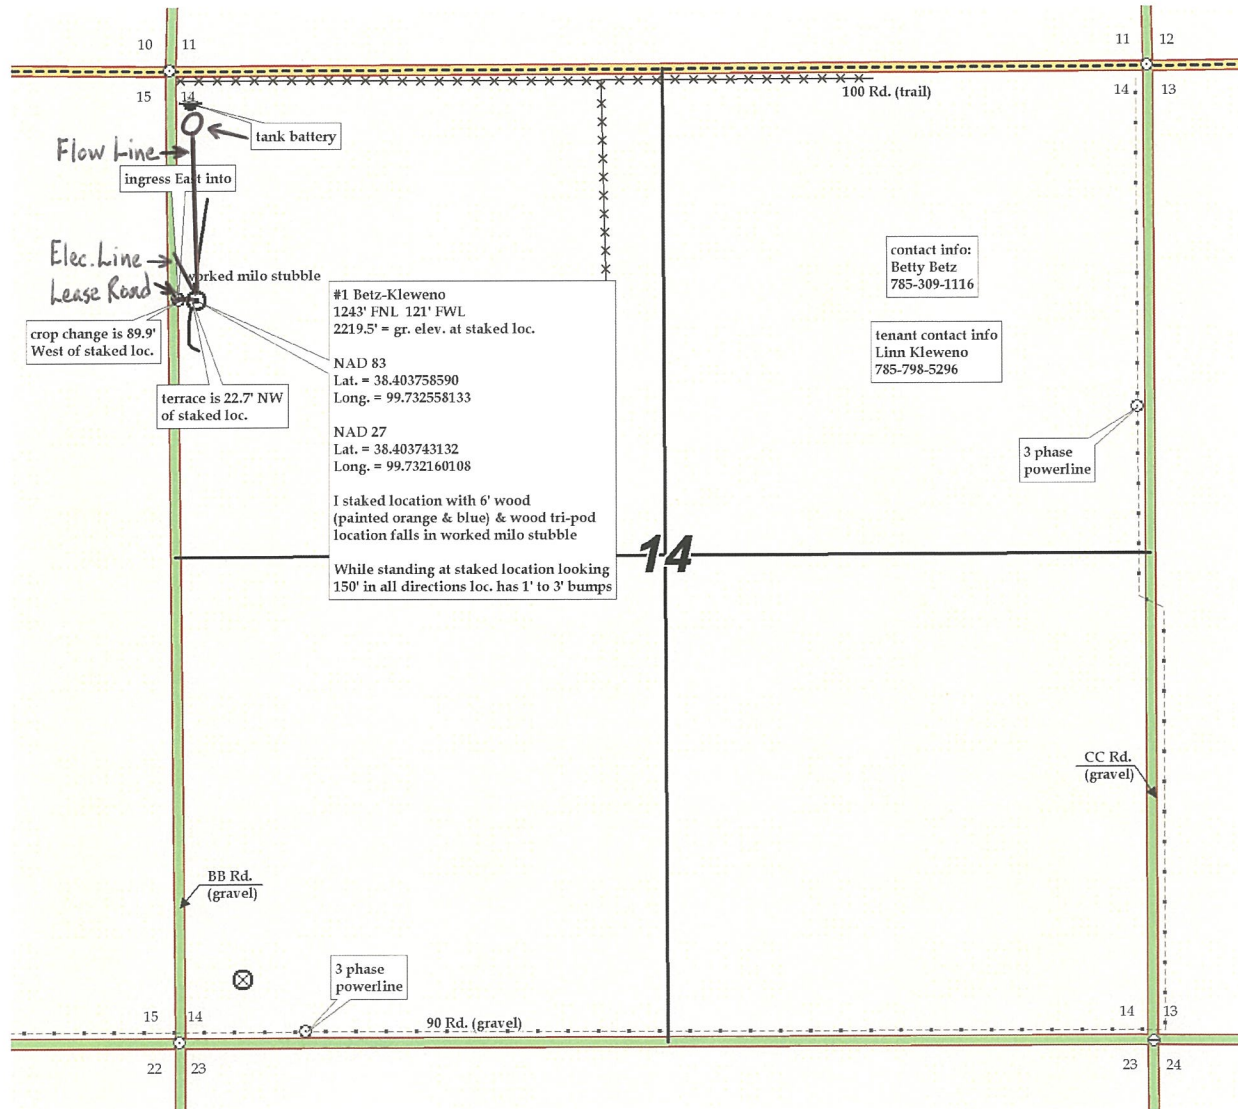 10 11
11 12
15 14
14 13
100 Rd. (trail)
tank battery
Flow Line
ingress East into
Elec. Line
worked milo stubble
Lease Road
contact info:
Betty Betz
785-309-1116
#1 Betz-Kleweno
1243' FNL 121' FWL
2219.5' = gr. elev. at staked loc.
crop change is 89.9'
West of staked loc.
tenant contact info
Linn Kleweno
785-798-5296
NAD 83
Lat. = 38.403758590
Long. = 99.732558133
terrace is 22.7' NW
of staked loc.
NAD 27
Lat. = 38.403743132
Long. = 99.732160108
3 phase
powerline
I staked location with 6' wood
(painted orange & blue) & wood tri-pod
location falls in worked milo stubble
14
While standing at staked location looking
150' in all directions loc. has 1' to 3' bumps
CC Rd.
(gravel)
BB Rd.
(gravel)
3 phase
powerline
15 14
90 Rd. (gravel)
14 13
22 23
23 24